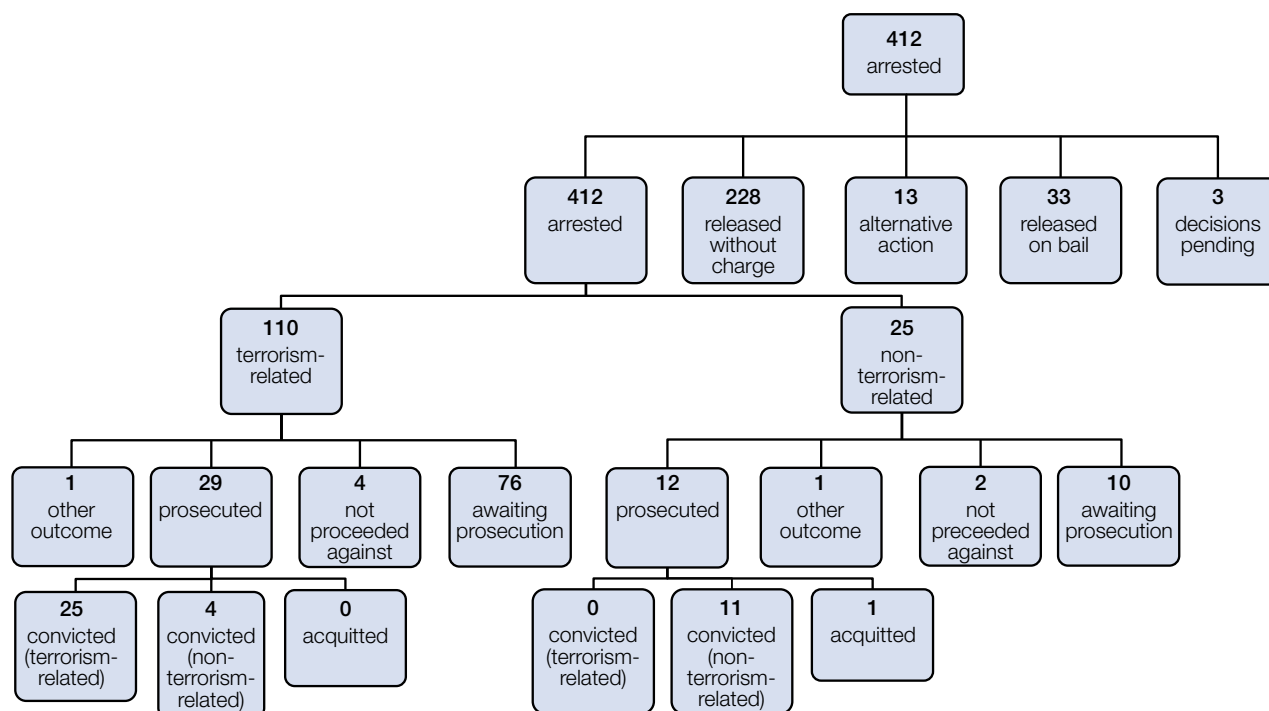 412
arrested
412
arrested
228
released
without
charge
13
alternative
action
33
released
on bail
3
decisions
pending
110
terrorism-
related
25
non-
terrorism-
related
1
other
outcome
29
prosecuted
4
not
proceeded
against
76
awaiting
prosecution
12
prosecuted
1
other
outcome
2
not
preceeded
against
10
awaiting
prosecution
25
convicted
(terrorism-
related)
4
convicted
(non-
terrorism-
related)
0
acquitted
0
convicted
(terrorism-
related)
11
convicted
(non-
terrorism-
related)
1
acquitted